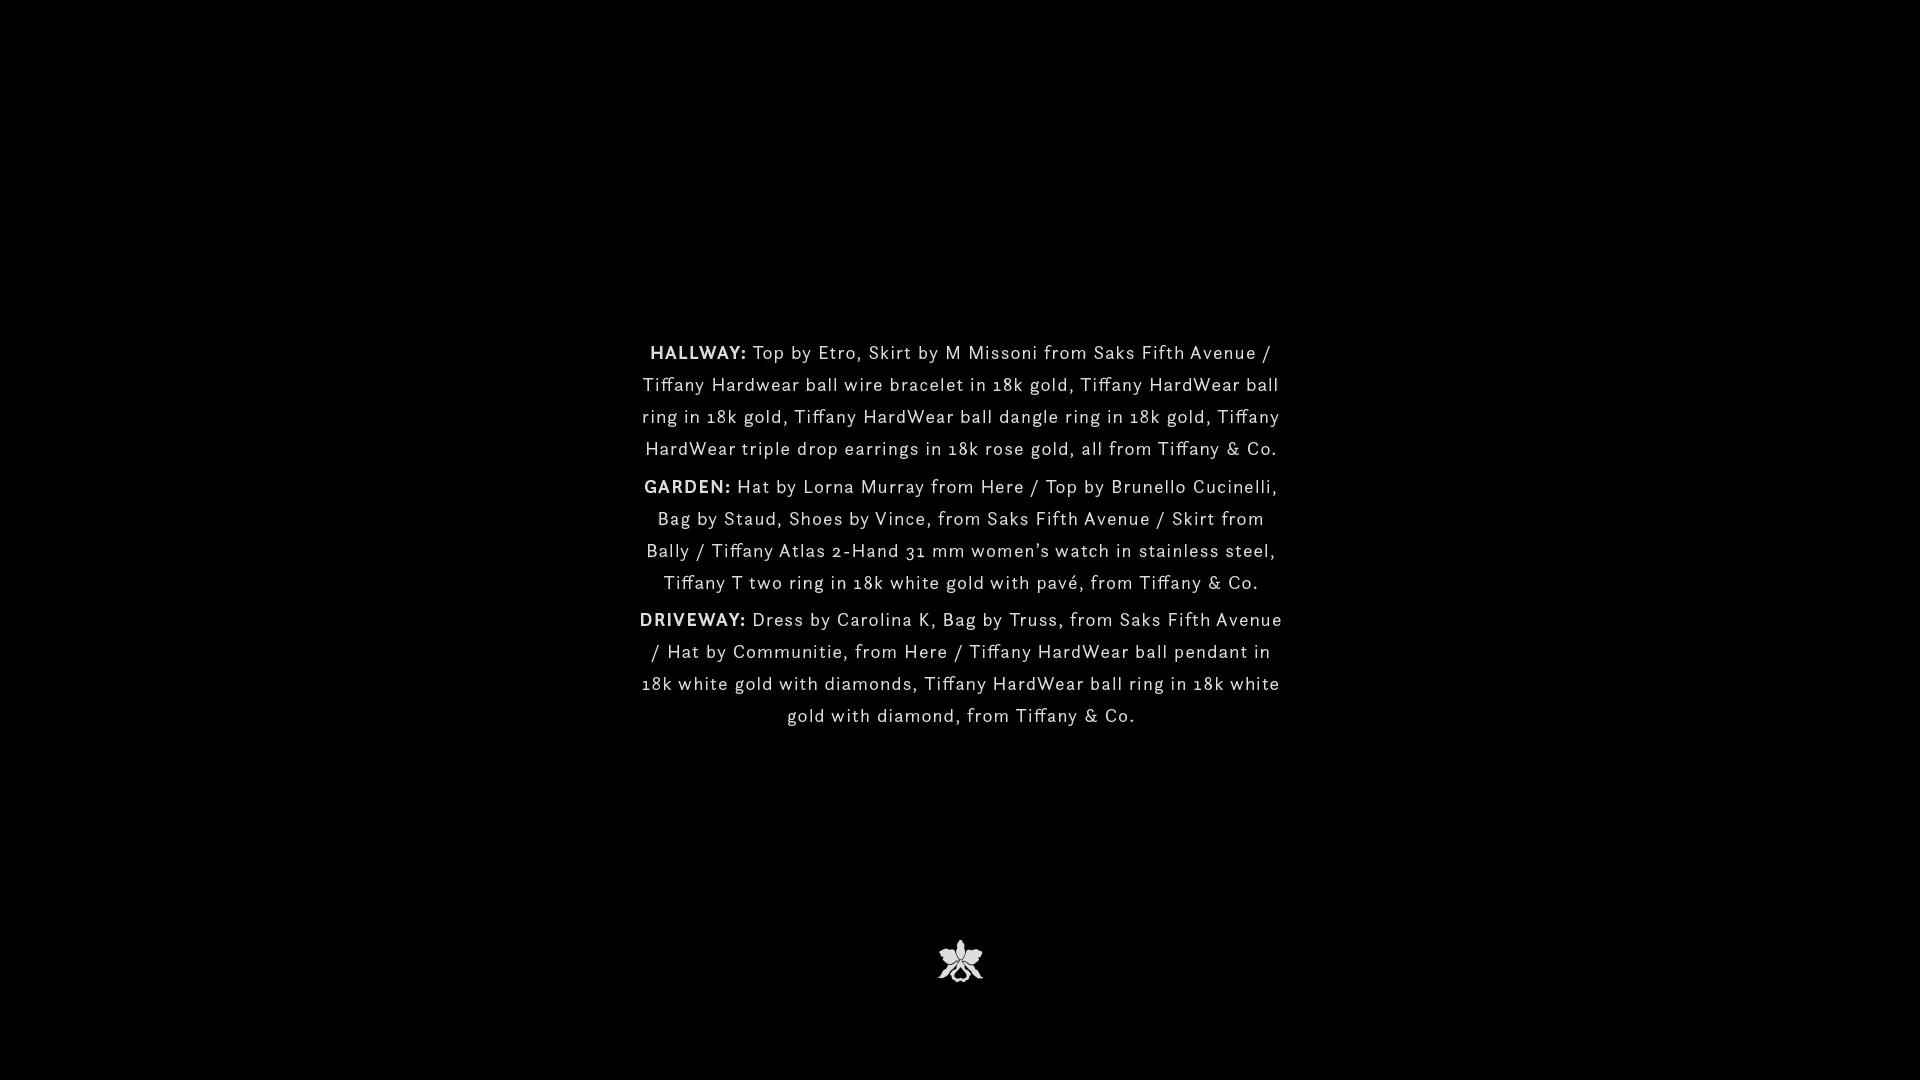 HALLWAY: Top by Etro, Skirt by M Missoni from Saks Fifth Avenue /
Tiffany Hardwear ball wire bracelet in 18k gold, Tiffany HardWear ball
ring in 18k gold, Tiffany HardWear ball dangle ring in 18k gold, Tiffany
HardWear triple drop earrings in 18k rose gold, all from Tiffany & Co.
GARDEN: Hat by Lorna Murray from Here / Top by Brunello Cucinelli,
Bag by Staud, Shoes by Vince, from Saks Fifth Avenue / Skirt from
Bally / Tiffany Atlas 2-Hand 31 mm women’s watch in stainless steel,
Tiffany T two ring in 18k white gold with pavé, from Tiffany & Co.
DRIVEWAY: Dress by Carolina K, Bag by Truss, from Saks Fifth Avenue
/ Hat by Communitie, from Here / Tiffany HardWear ball pendant in
18k white gold with diamonds, Tiffany HardWear ball ring in 18k white
gold with diamond, from Tiffany & Co.